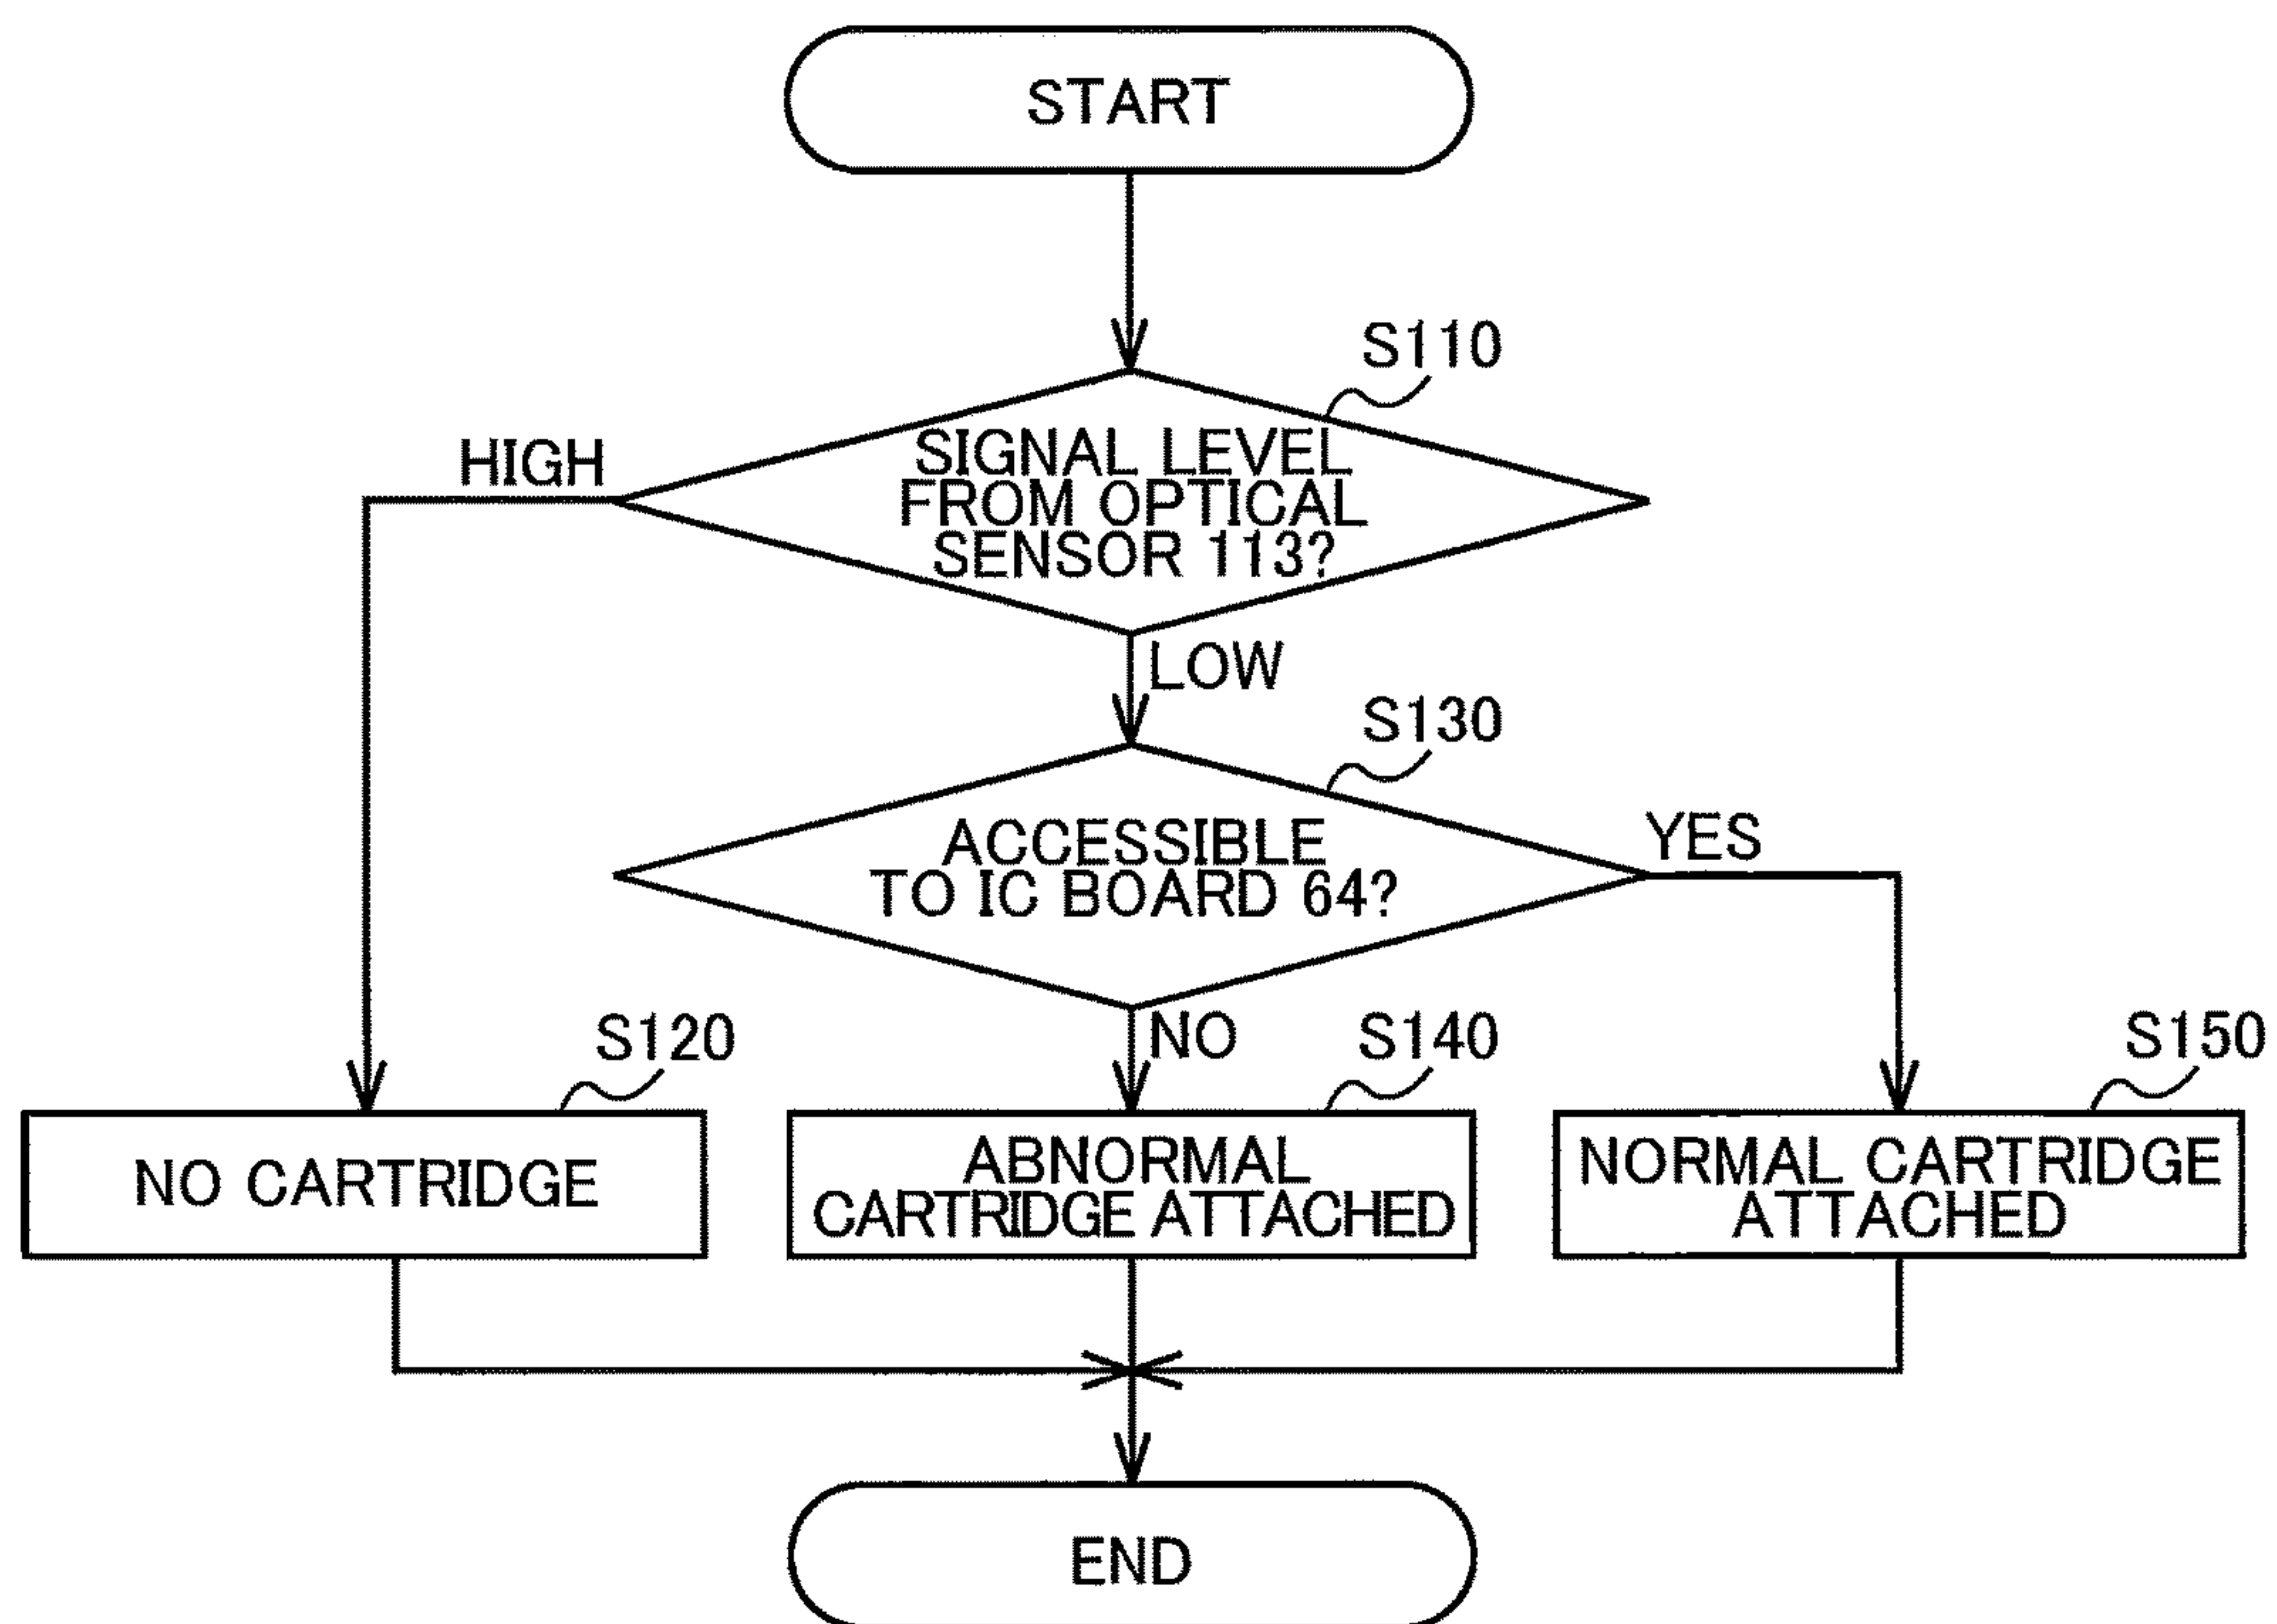 START
S110
HIGH
SIGNAL LEVEL
FROM OPTICAL
SENSOR 113?
LOW
S130
ACCESSIBLE
TO IC BOARD 64?
YES
NO
S120
S140
S150
NO CARTRIDGE
ABNORMAL
CARTRIDGE ATTACHED
NORMAL CARTRIDGE
ATTACHED
END